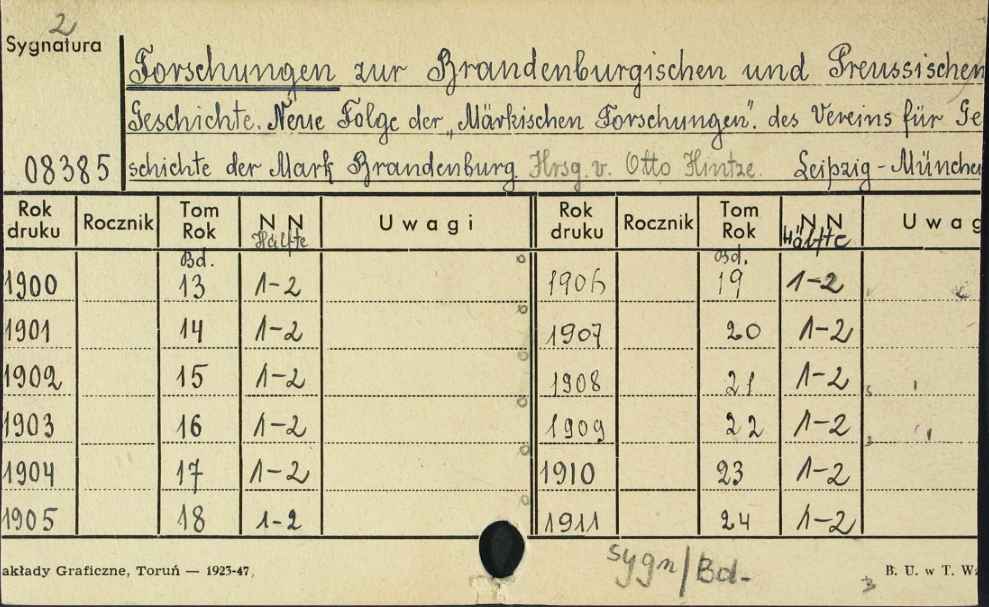 2
Sygnatura
Forschungen zur Brandenburgischen und Preussischen
Geschichte. Neue Folge der „Märkischen Forschungen". des Vereins für Ge
08385 schichte der Mark Brandenburg Hrsg. v. Otto Hintze. Leipzig - München
Rok druku Rocznik Tom Rok N N Hälfte Uwagi Rok druku Rocznik Tom Rok N N Hälfte Uwag
Bd. Bd.
1900 13 1-2 1906 19 1-2
1901 14 1-2 1907 20 1-2
1902 15 1-2 1908 21 1-2
1903 16 1-2 1909 22 1-2
1904 17 1-2 1910 23 1-2
1905 18 1-2 1911 24 1-2
sygn/Bd.
akłady Graficzne, Toruń — 1925-47, B. U. w T. W